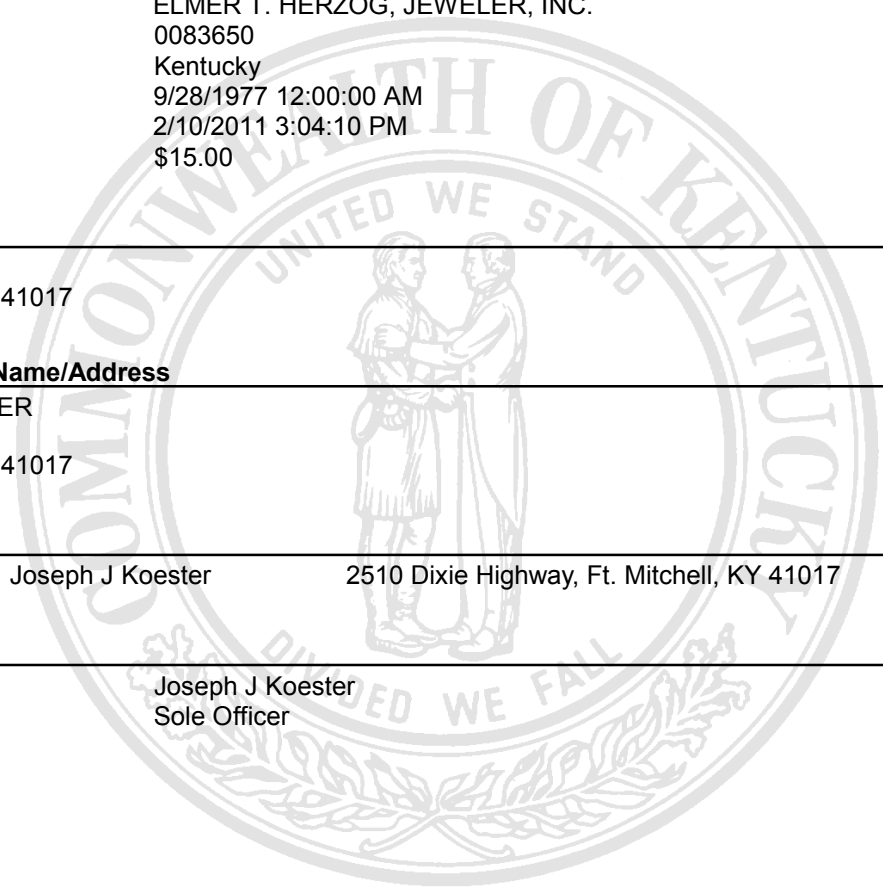 ELMER T. HERZOG, JEWELER, INC.
0083650
Kentucky
9/28/1977 12:00:00 AM
2/10/2011 3:04:10 PM
$15.00
41017
Name/Address
ER
41017
Joseph J Koester 2510 Dixie Highway, Ft. Mitchell, KY 41017
Joseph J Koester
Sole Officer
COMMONWEALTH OF KENTUCKY
UNITED WE STAND
DIVIDED WE FALL